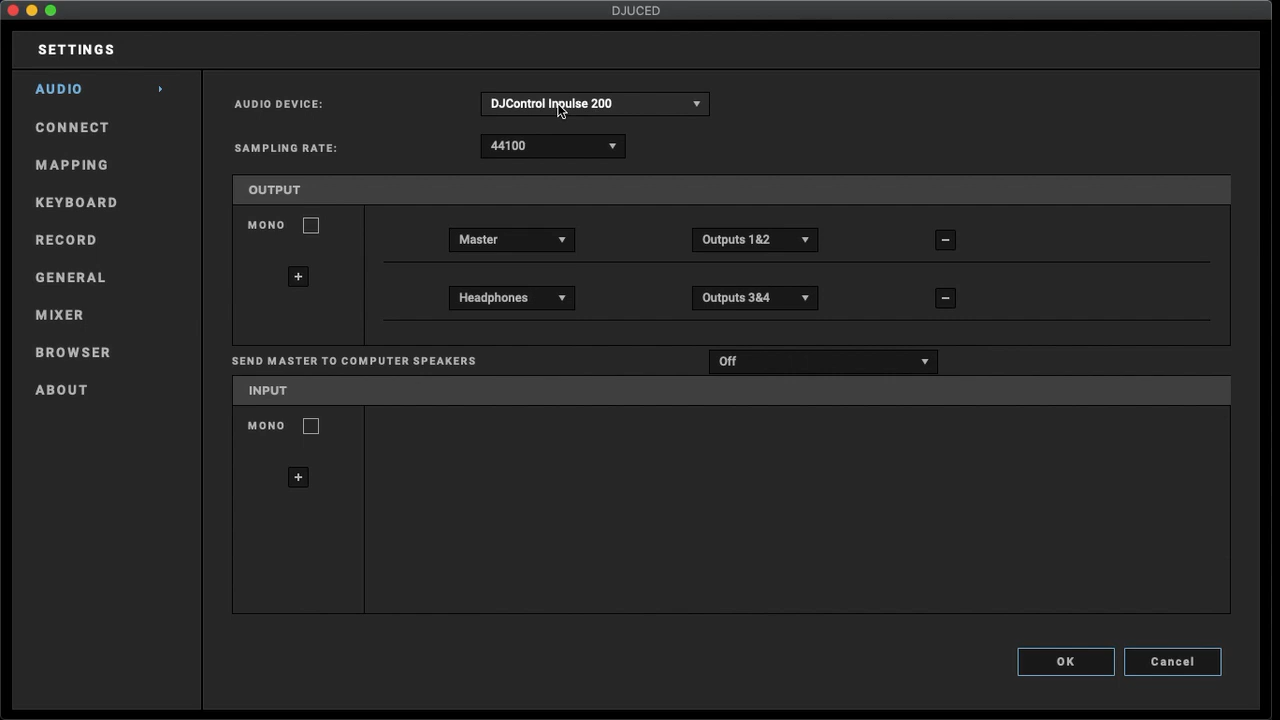 DJUCED
SETTINGS
AUDIO
CONNECT
MAPPING
KEYBOARD
RECORD
GENERAL
MIXER
BROWSER
ABOUT
AUDIO DEVICE: DJControl Inpulse 200
SAMPLING RATE: 44100
OUTPUT
MONO
+
Master Outputs 1&2 −
Headphones Outputs 3&4 −
SEND MASTER TO COMPUTER SPEAKERS Off
INPUT
MONO
+
OK Cancel